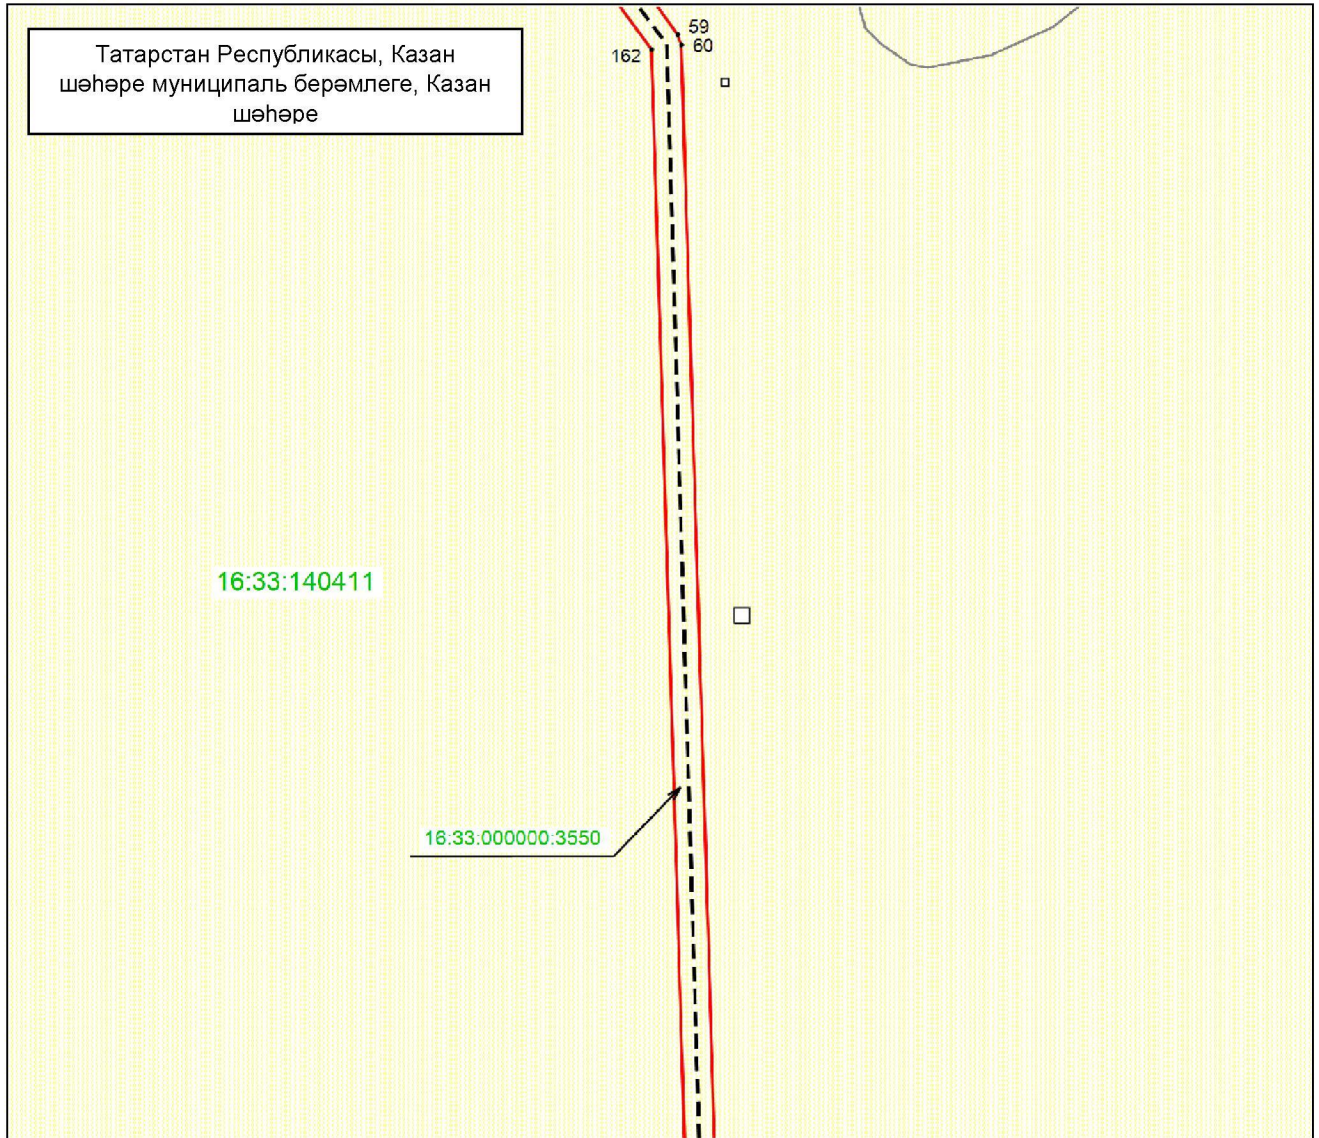 Татарстан Республикасы, Казан
шәһәре муниципаль берәмлеге, Казан
шәһәре
59
60
162
16:33:140411
16:33:000000:3550